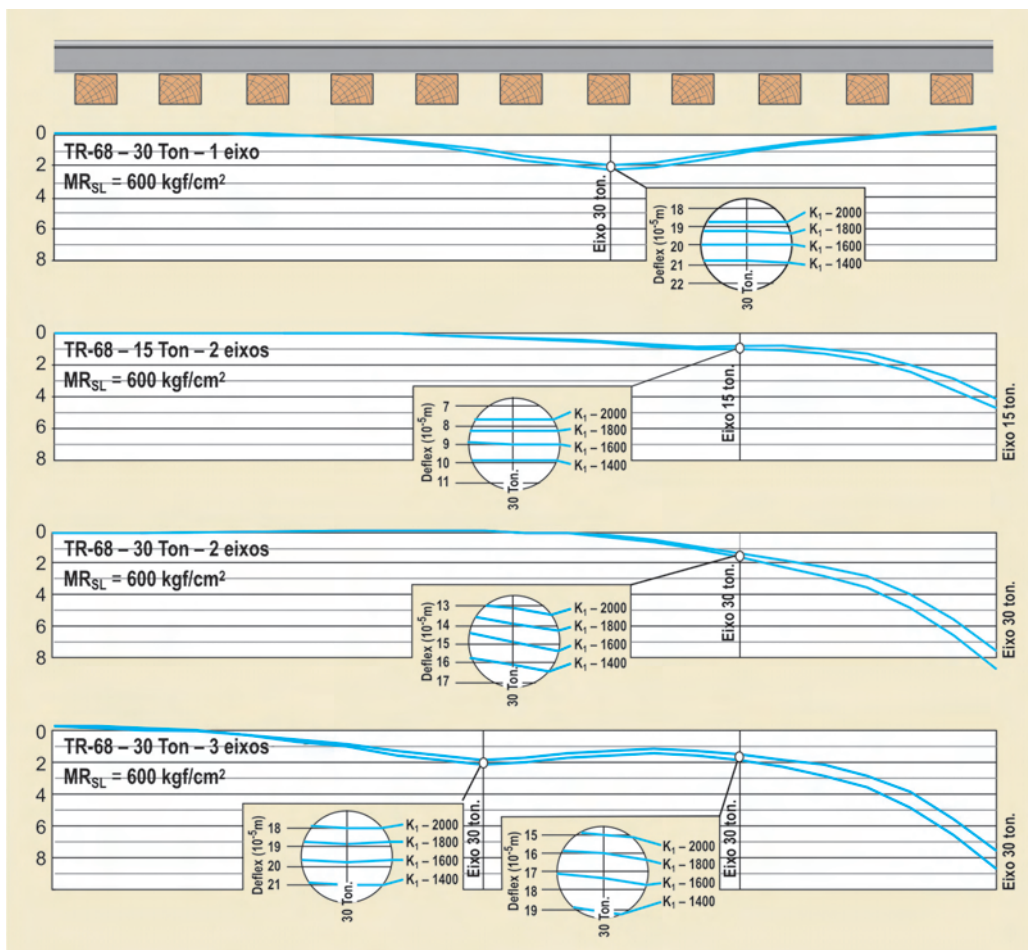 0
2
4
6
8
TR-68 – 30 Ton – 1 eixo
MR_SL = 600 kgf/cm²
Eixo 30 ton.
Deflex (10⁻⁵m)
18
19
20
21
22
K₁ – 2000
K₁ – 1800
K₁ – 1600
K₁ – 1400
30 Ton.
0
2
4
6
8
TR-68 – 15 Ton – 2 eixos
MR_SL = 600 kgf/cm²
Eixo 15 ton.
Eixo 15 ton.
Deflex (10⁻⁵m)
7
8
9
10
11
K₁ – 2000
K₁ – 1800
K₁ – 1600
K₁ – 1400
30 Ton.
0
2
4
6
8
TR-68 – 30 Ton – 2 eixos
MR_SL = 600 kgf/cm²
Eixo 30 ton.
Eixo 30 ton.
Deflex (10⁻⁵m)
13
14
15
16
17
K₁ – 2000
K₁ – 1800
K₁ – 1600
K₁ – 1400
30 Ton.
0
2
4
6
8
TR-68 – 30 Ton – 3 eixos
MR_SL = 600 kgf/cm²
Eixo 30 ton.
Eixo 30 ton.
Eixo 30 ton.
Deflex (10⁻⁵m)
18
19
20
21
K₁ – 2000
K₁ – 1800
K₁ – 1600
K₁ – 1400
30 Ton.
Deflex (10⁻⁵m)
15
16
17
18
19
K₁ – 2000
K₁ – 1800
K₁ – 1600
K₁ – 1400
30 Ton.